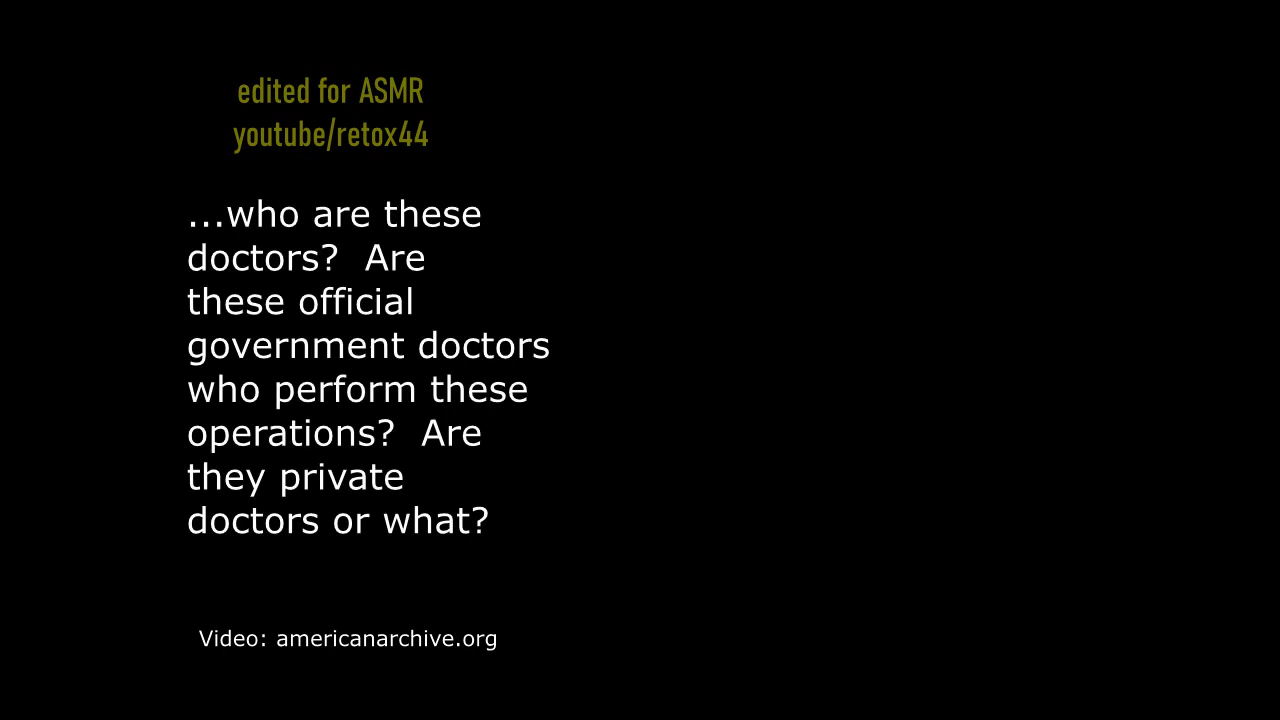 edited for ASMR
youtube/retox44
...who are these
doctors?  Are
these official
government doctors
who perform these
operations?  Are
they private
doctors or what?
Video: americanarchive.org